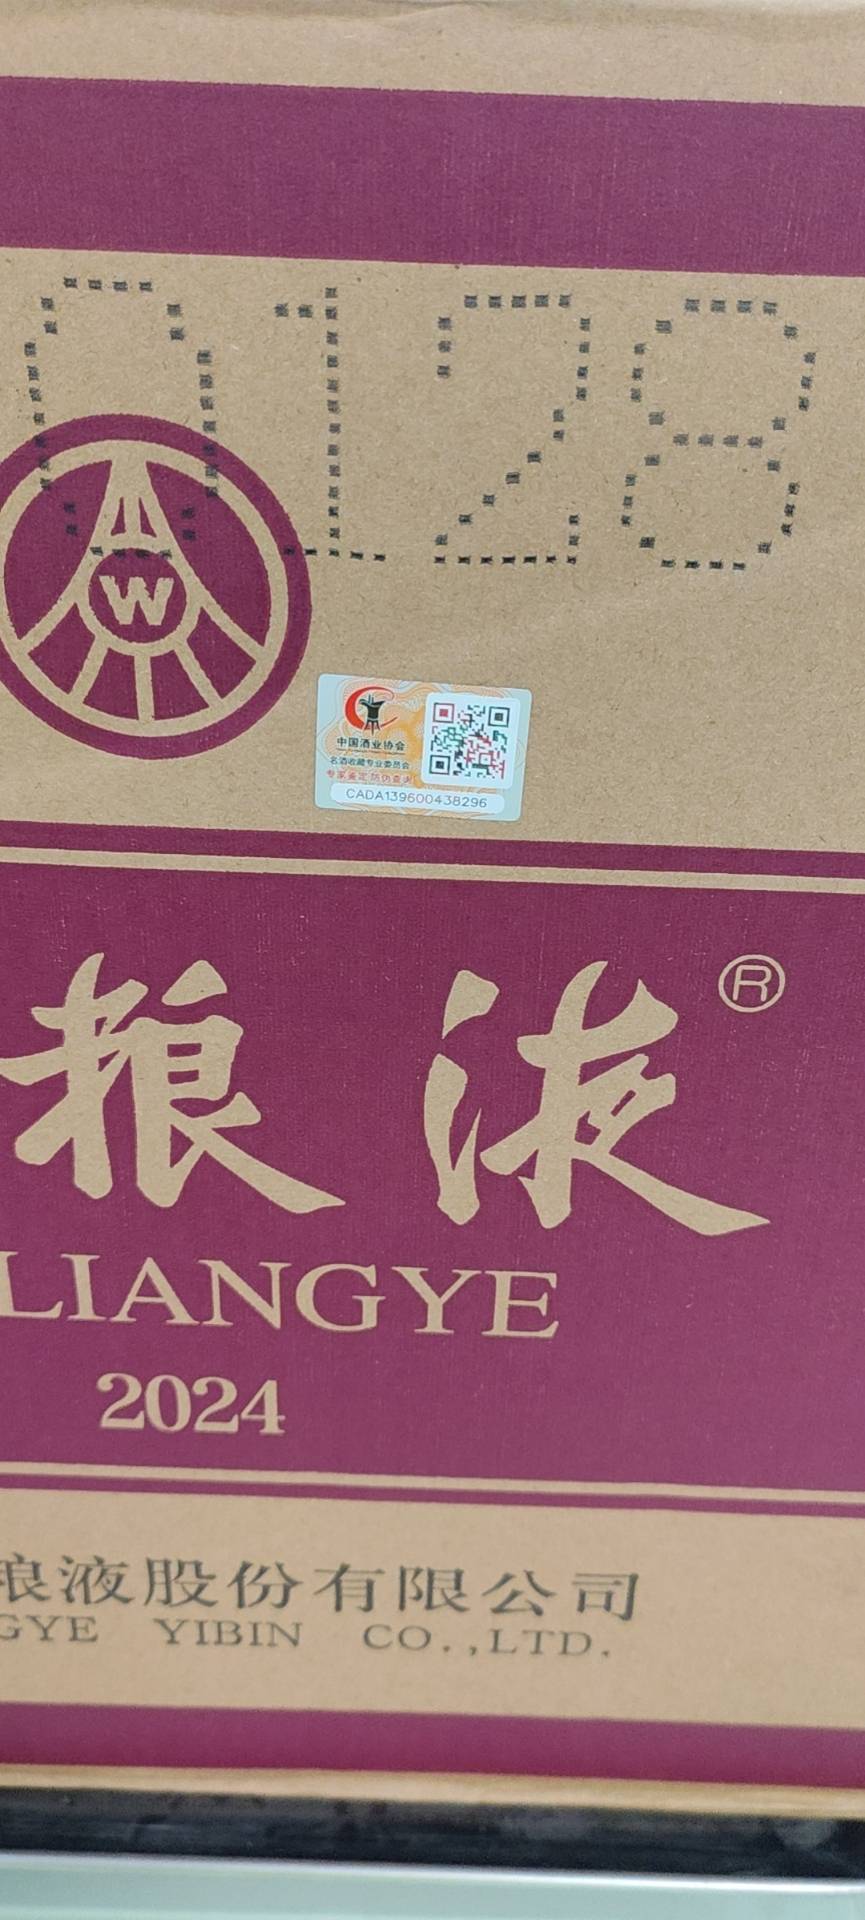 0128
W
中国酒业协会
名酒收藏专业委员会
专家鉴定 防伪查询
CADA139600438296
粮液®
LIANGYE
2024
粮液股份有限公司
GYE YIBIN CO.,LTD.